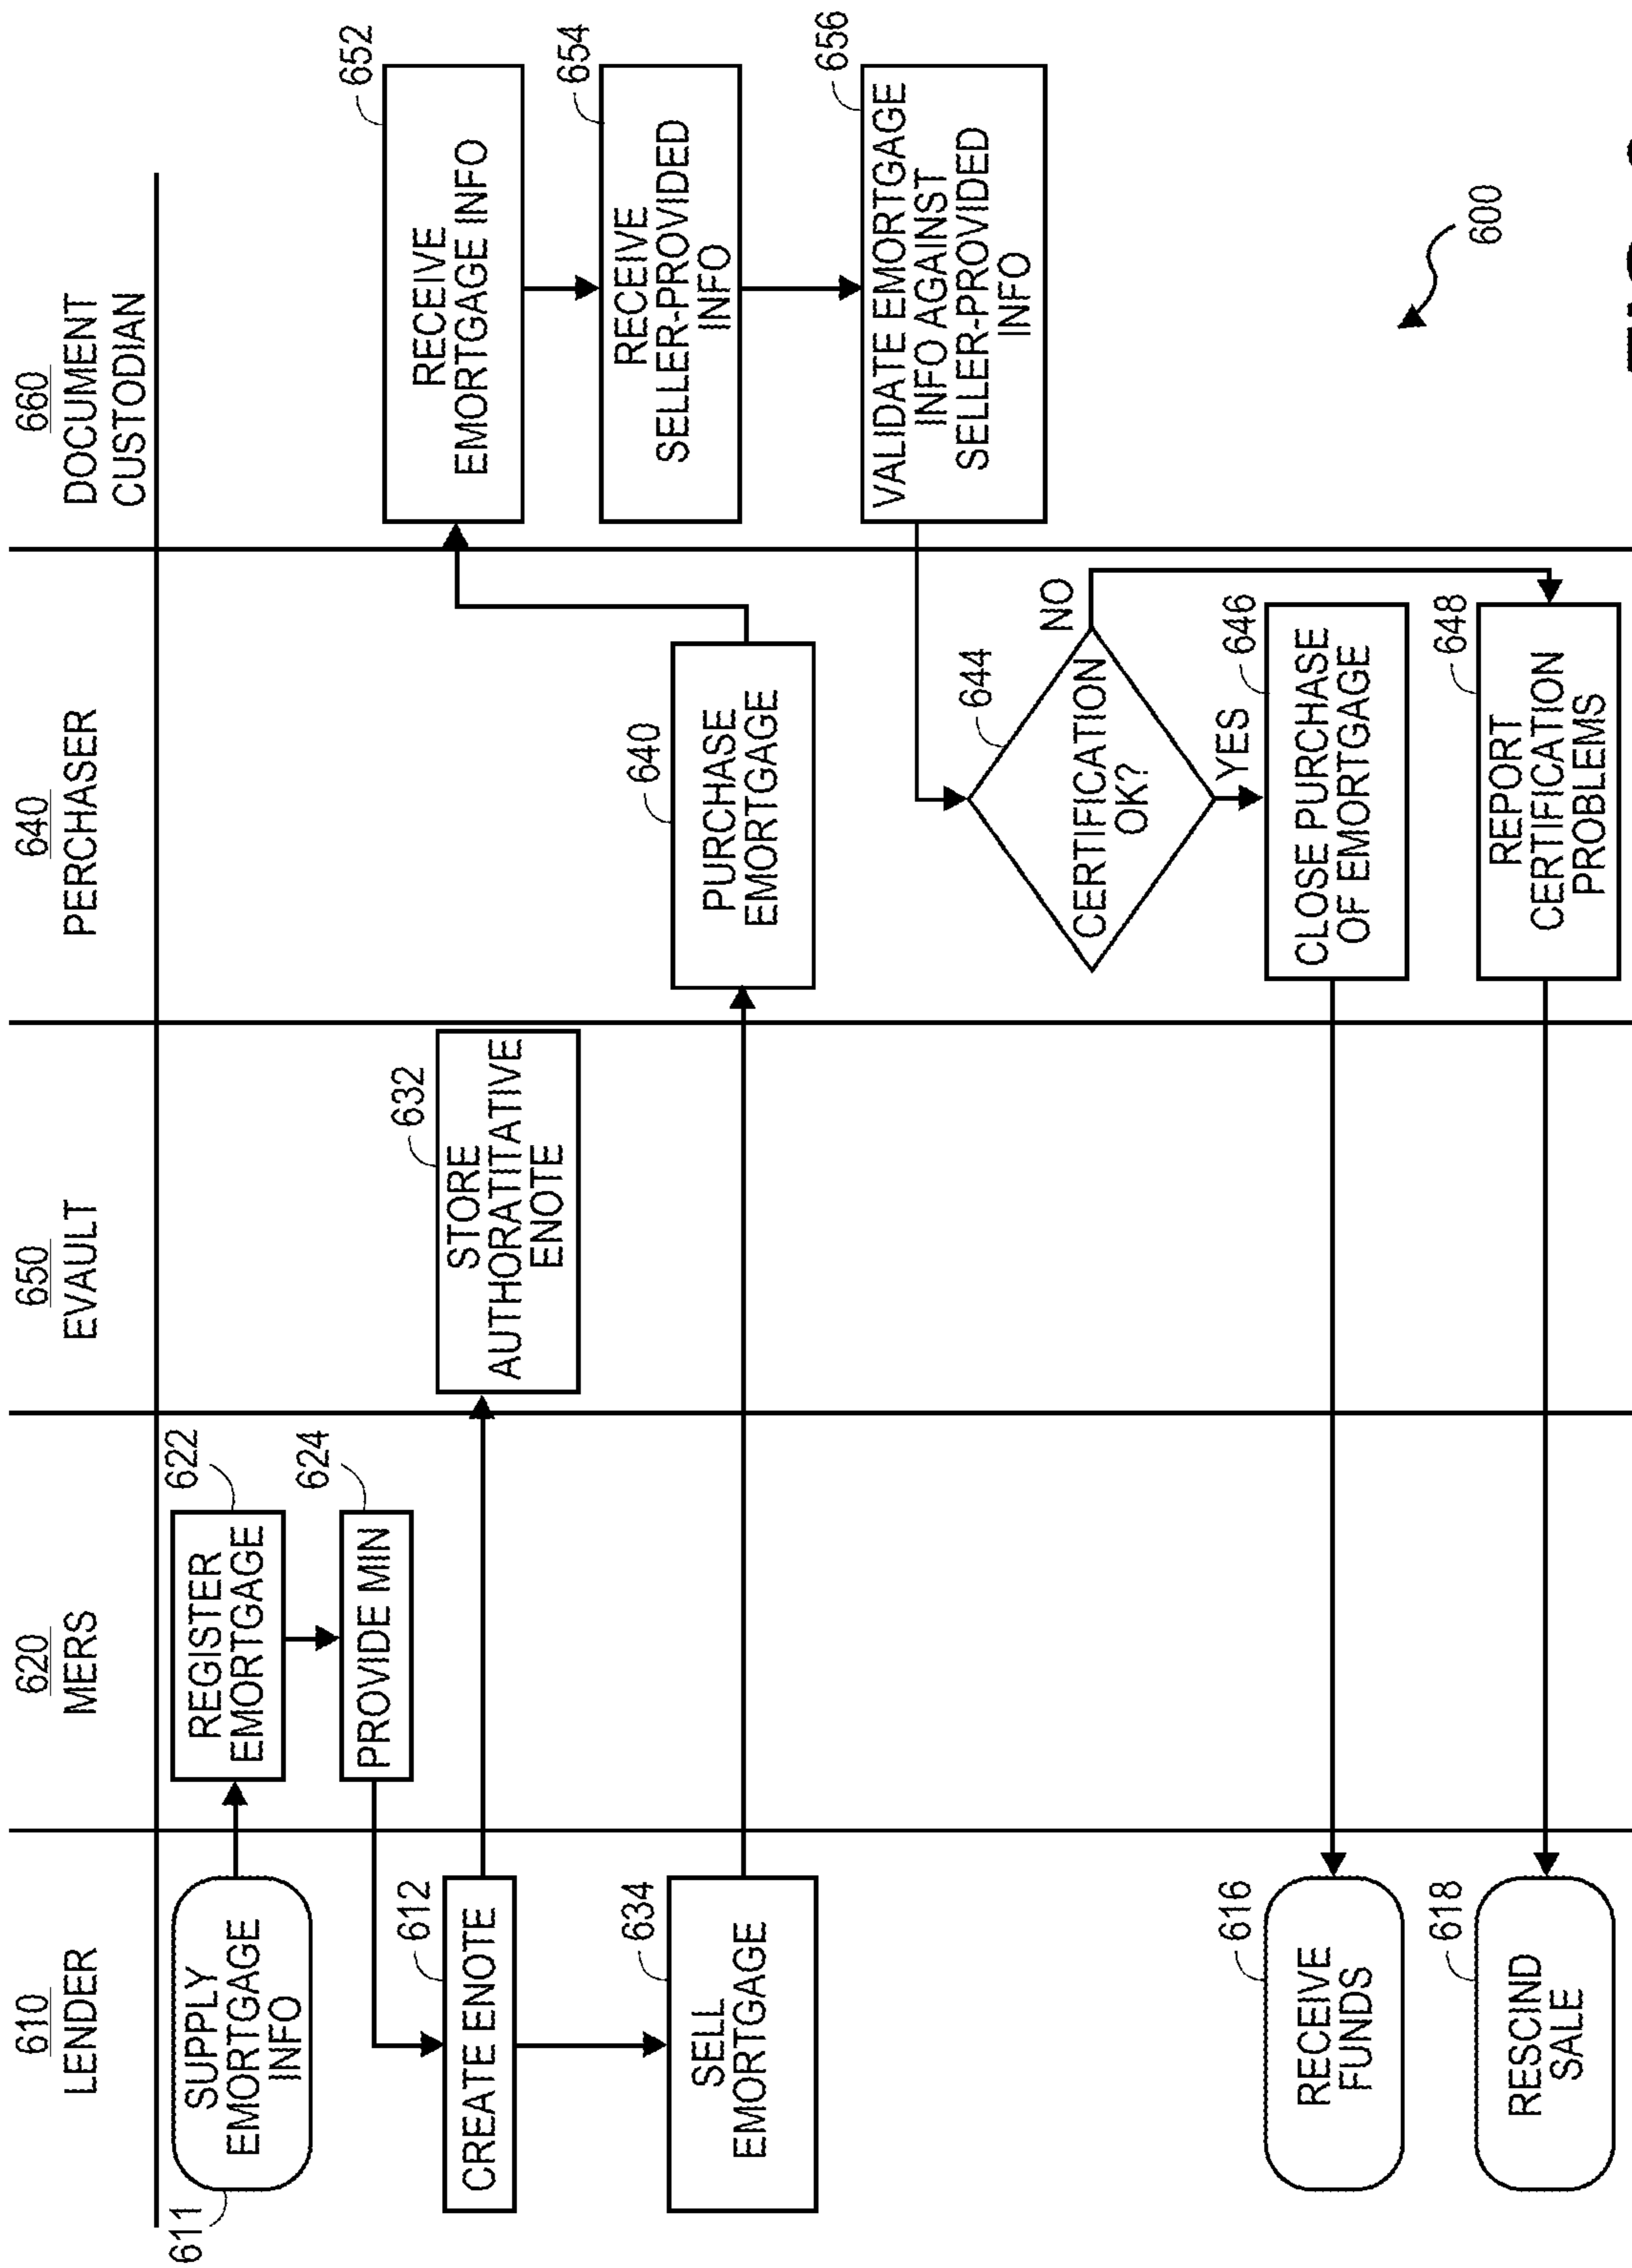 610
LENDER
620
MERS
650
EVAULT
640
PERCHASER
660
DOCUMENT
CUSTODIAN
611
SUPPLY
EMORTGAGE
INFO
622
REGISTER
EMORTGAGE
624
PROVIDE MIN
612
CREATE ENOTE
632
STORE
AUTHORATITATIVE
ENOTE
652
RECEIVE
EMORTGAGE INFO
634
SELL
EMORTGAGE
640
PURCHASE
EMORTGAGE
654
RECEIVE
SELLER-PROVIDED
INFO
656
VALIDATE EMORTGAGE
INFO AGAINST
SELLER-PROVIDED
INFO
644
CERTIFICATION
OK?
NO
YES
616
RECEIVE
FUNDS
646
CLOSE PURCHASE
OF EMORTGAGE
618
RESCIND
SALE
648
REPORT
CERTIFICATION
PROBLEMS
600